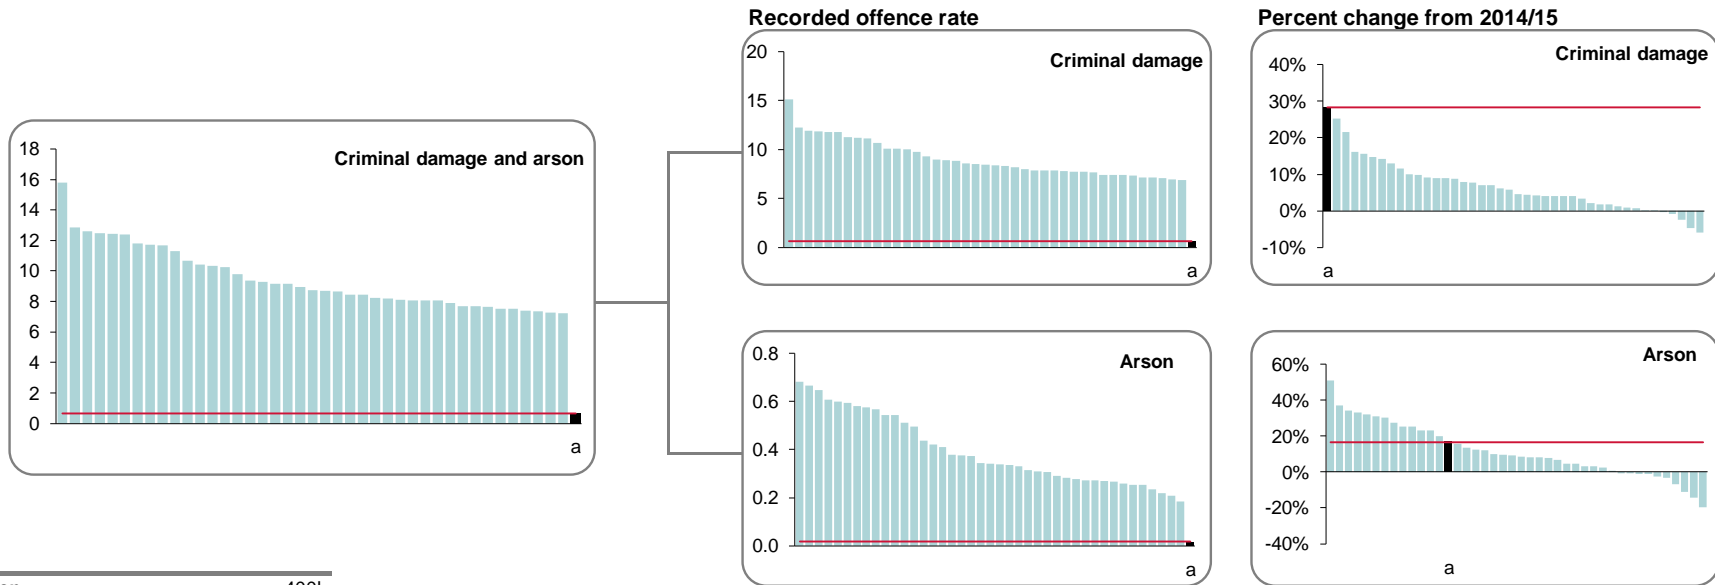 Recorded offence rate
Percent change from 2014/15
Criminal damage and arson
18
16
14
12
10
8
6
4
2
0
a
Criminal damage
20
15
10
5
0
a
Criminal damage
40%
30%
20%
10%
0%
-10%
a
Arson
0.8
0.6
0.4
0.2
0.0
a
Arson
60%
40%
20%
0%
-20%
-40%
a